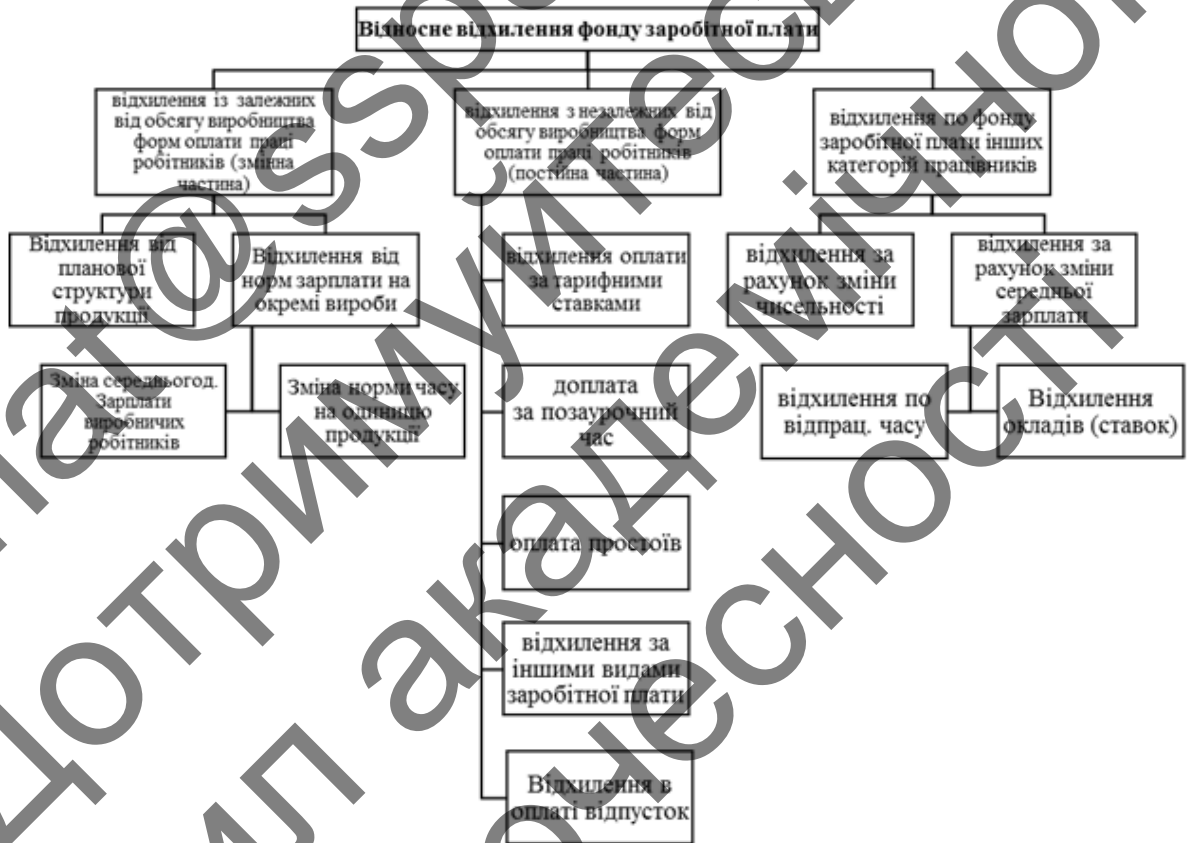 Відносне відхилення фонду заробітної плати
відхилення із залежних
від обсягу виробництва
форм оплати праці
робітників (змінна
частина)
відхилення з незалежних від
обсягу виробництва форм
оплати праці робітників
(постійна частина)
відхилення по фонду
заробітної плати інших
категорій працівників
Відхилення від
планової
структури
продукції
Відхилення від
норм зарплати на
окремі вироби
відхилення оплати
за тарифними
ставками
відхилення за
рахунок зміни
чисельності
відхилення за
рахунок зміни
середньої
зарплати
Зміна середньогод.
Зарплати
виробничих
робітників
Зміна норми часу
на одиницю
продукції
доплата
за позаурочний
час
відхилення по
відпрац. часу
Відхилення
окладів (ставок)
оплата простоїв
відхилення за
іншими видами
заробітної плати
Відхилення в
оплаті відпусток